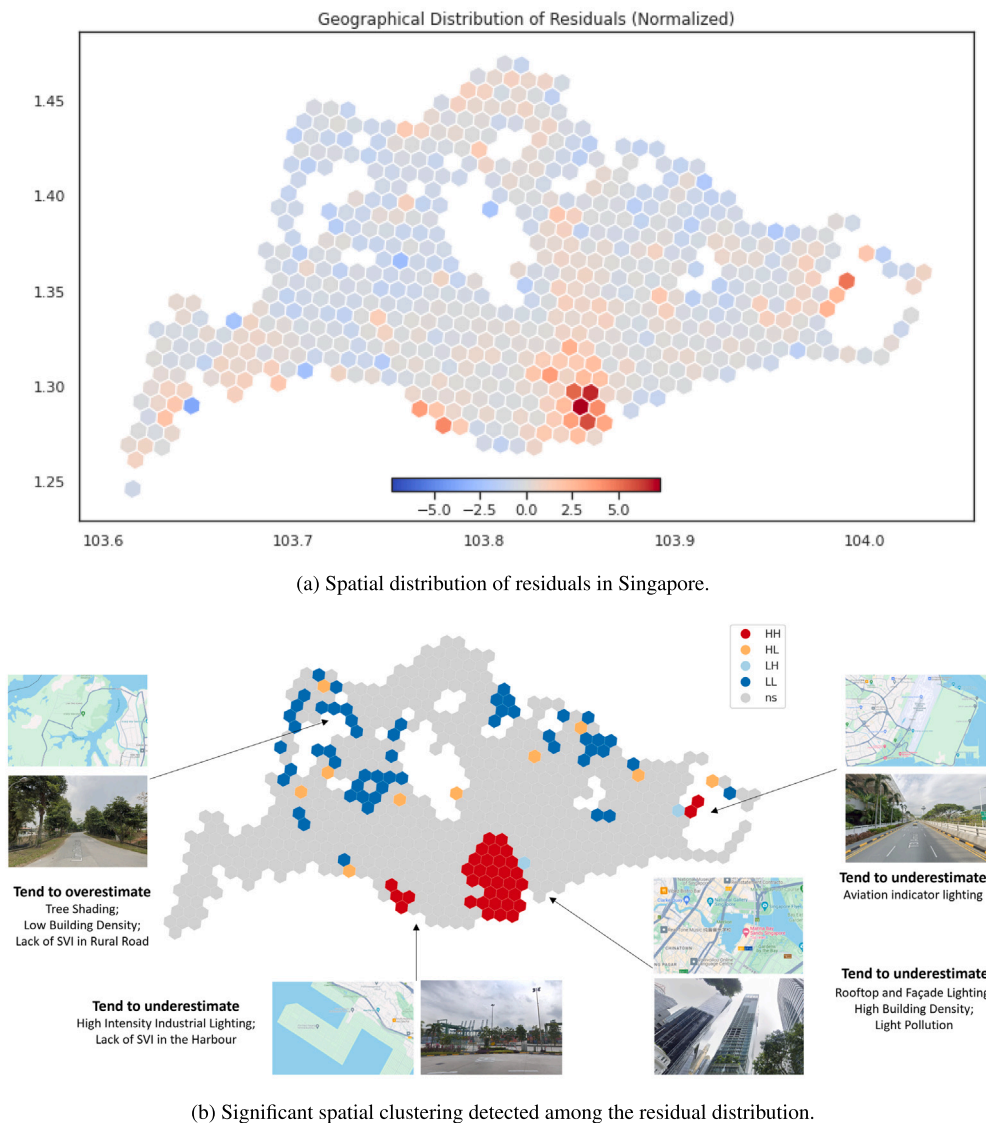 Geographical Distribution of Residuals (Normalized)
1.45
1.40
1.35
1.30
1.25
−5.0 −2.5 0.0 2.5 5.0
103.6 103.7 103.8 103.9 104.0
(a) Spatial distribution of residuals in Singapore.
HH
HL
LH
LL
ns
Tend to overestimate
Tree Shading;
Low Building Density;
Lack of SVI in Rural Road
Tend to underestimate
Aviation indicator lighting
Tend to underestimate
High Intensity Industrial Lighting;
Lack of SVI in the Harbour
Tend to underestimate
Rooftop and Façade Lighting
High Building Density;
Light Pollution
(b) Significant spatial clustering detected among the residual distribution.